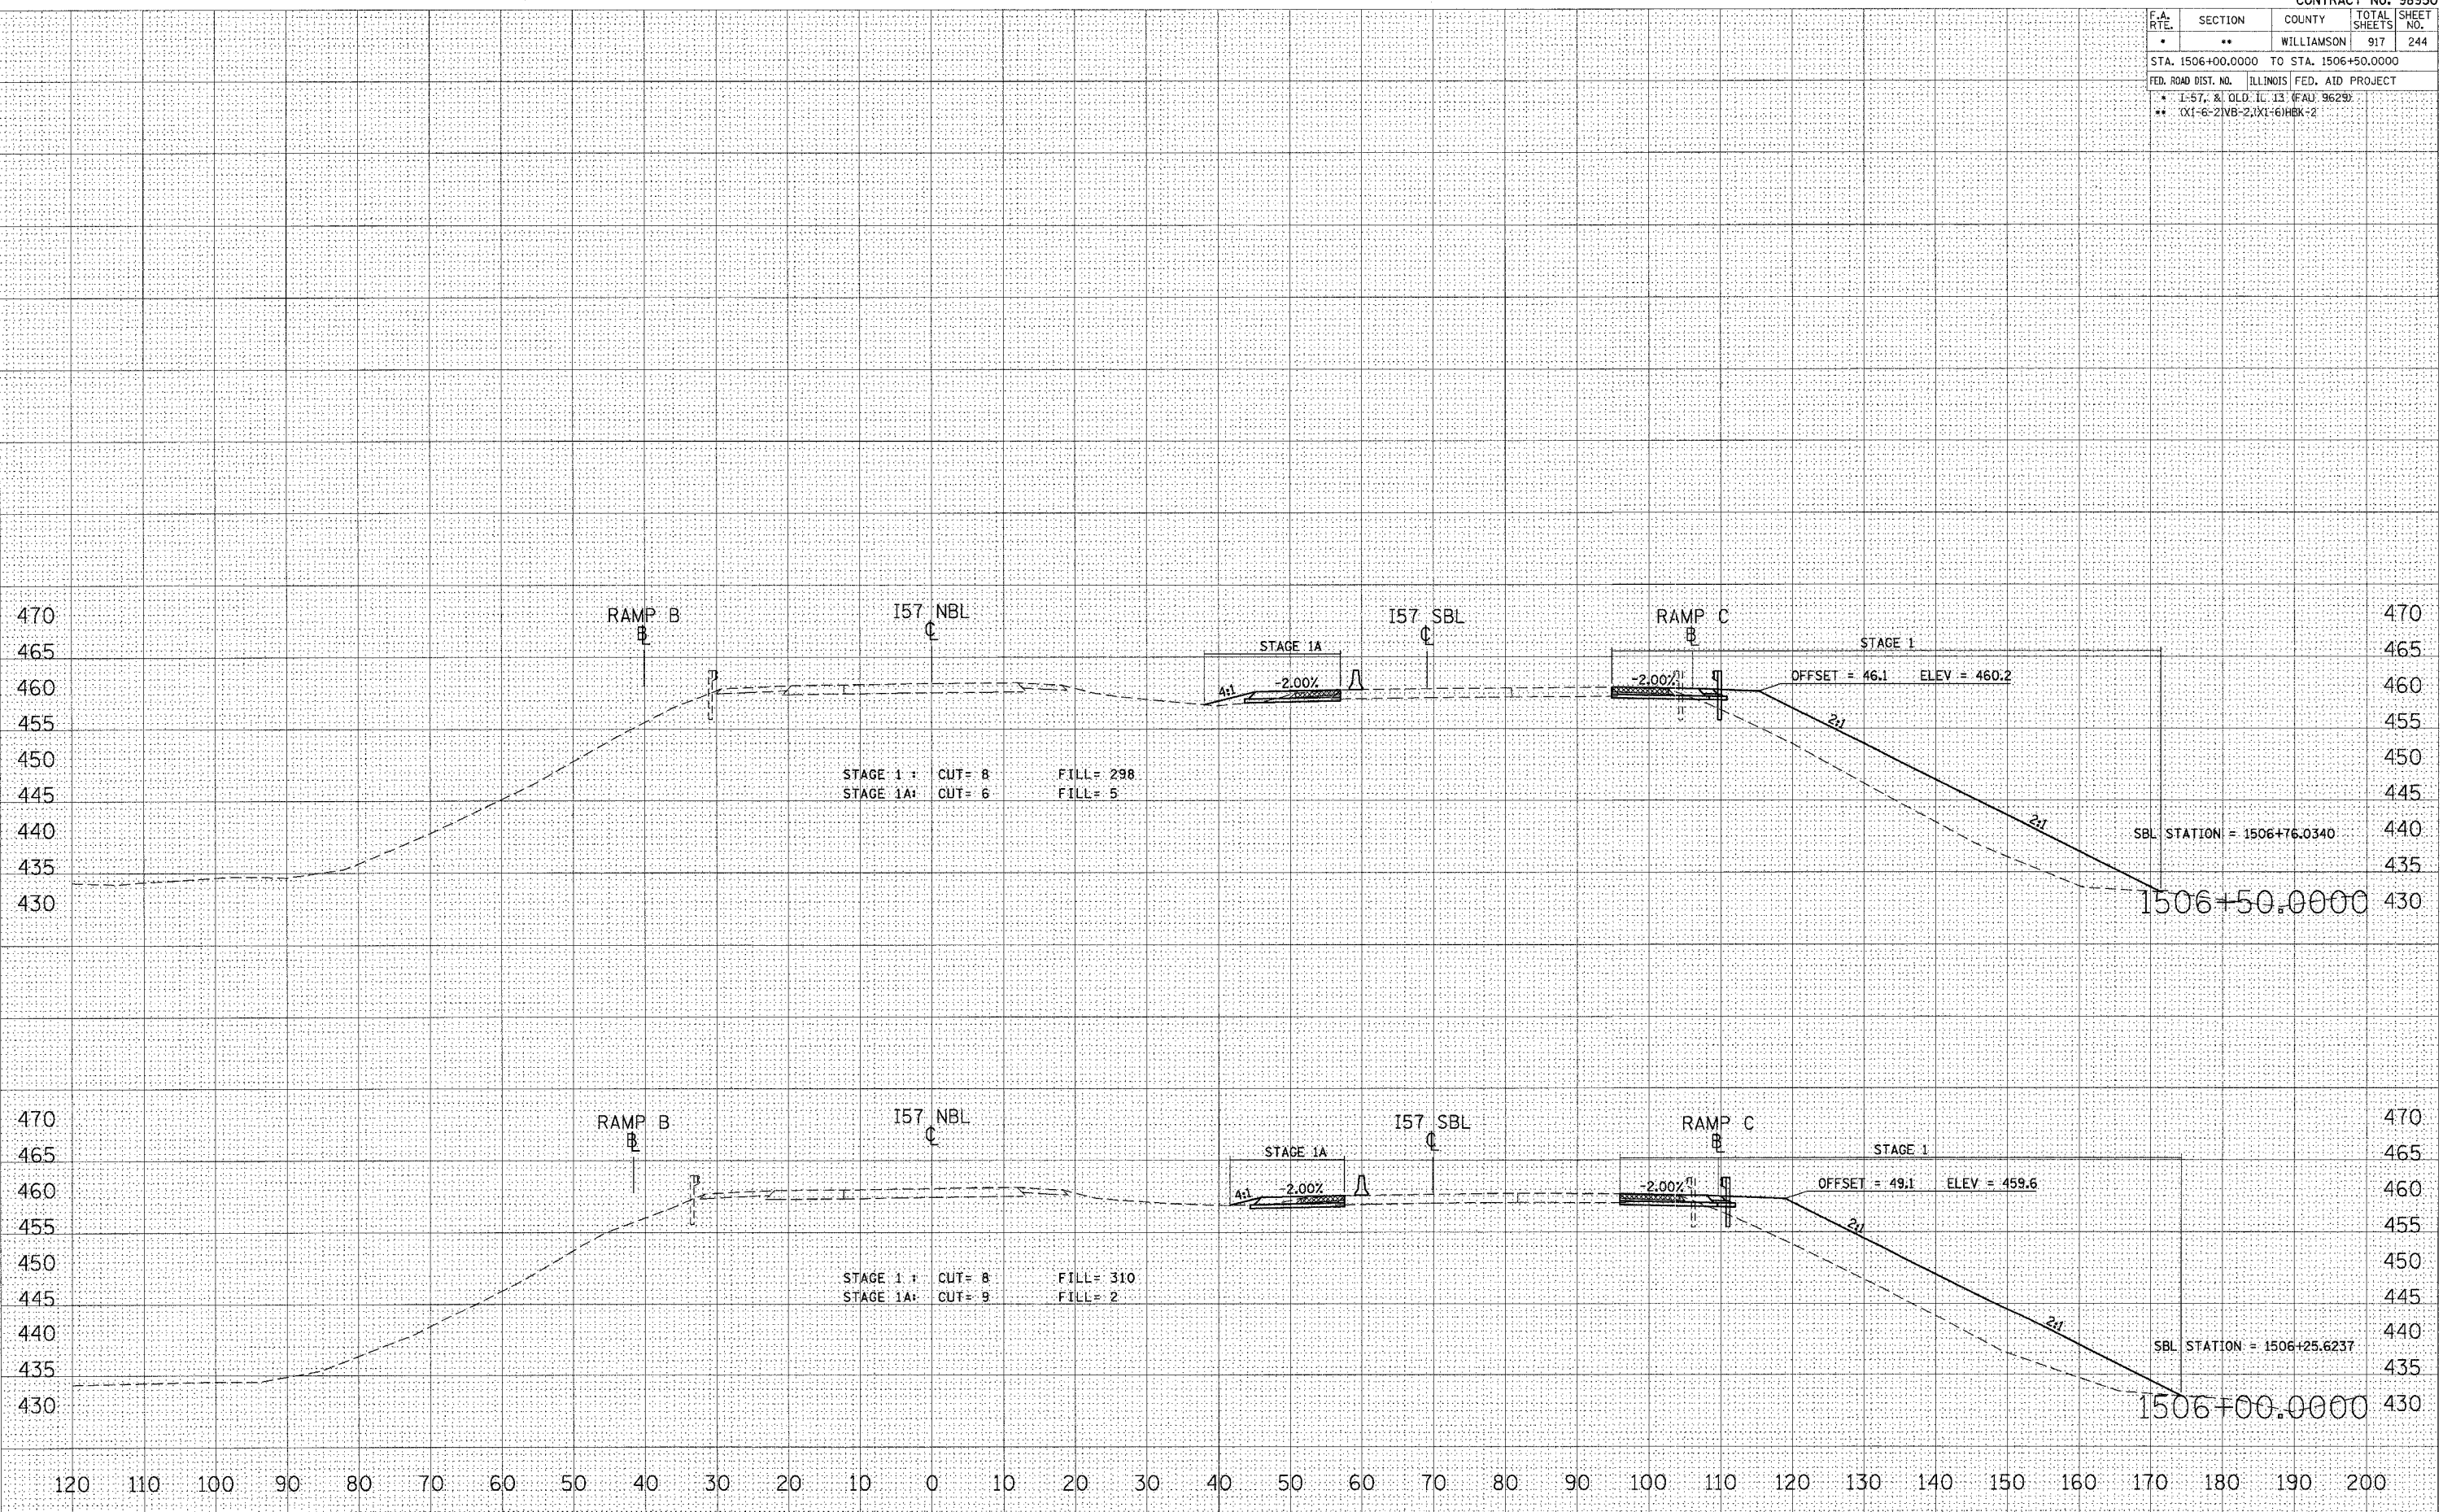 CONTRACT NO. 98950
F.A. RTE. SECTION COUNTY TOTAL SHEETS SHEET NO.
* ** WILLIAMSON 917 244
STA. 1506+00.0000 TO STA. 1506+50.0000
FED. ROAD DIST. NO. ILLINOIS FED. AID PROJECT
* I-57, & OLD IL 13 (FAU 9629)
** (X1-6-2)VB-2,(X1-6)HBK-2
470 RAMP B I57 NBL I57 SBL RAMP C 470
B ℄ ℄ B
465 STAGE 1A STAGE 1 465
460 4:1 -2.00% -2.00% OFFSET = 46.1 ELEV = 460.2 460
455 2:1 455
450 450
STAGE 1 : CUT= 8 FILL= 298
445 STAGE 1A: CUT= 6 FILL= 5 445
2:1
440 SBL STATION = 1506+76.0340 440
435 435
430 1506+50.0000 430
470 RAMP B I57 NBL I57 SBL RAMP C 470
B ℄ ℄ B
465 STAGE 1A STAGE 1 465
460 4:1 -2.00% -2.00% OFFSET = 49.1 ELEV = 459.6 460
455 2:1 455
450 450
STAGE 1 : CUT= 8 FILL= 310
445 STAGE 1A: CUT= 9 FILL= 2 445
440 2:1 440
SBL STATION = 1506+25.6237
435 435
430 1506+00.0000 430
120 110 100 90 80 70 60 50 40 30 20 10 0 10 20 30 40 50 60 70 80 90 100 110 120 130 140 150 160 170 180 190 200